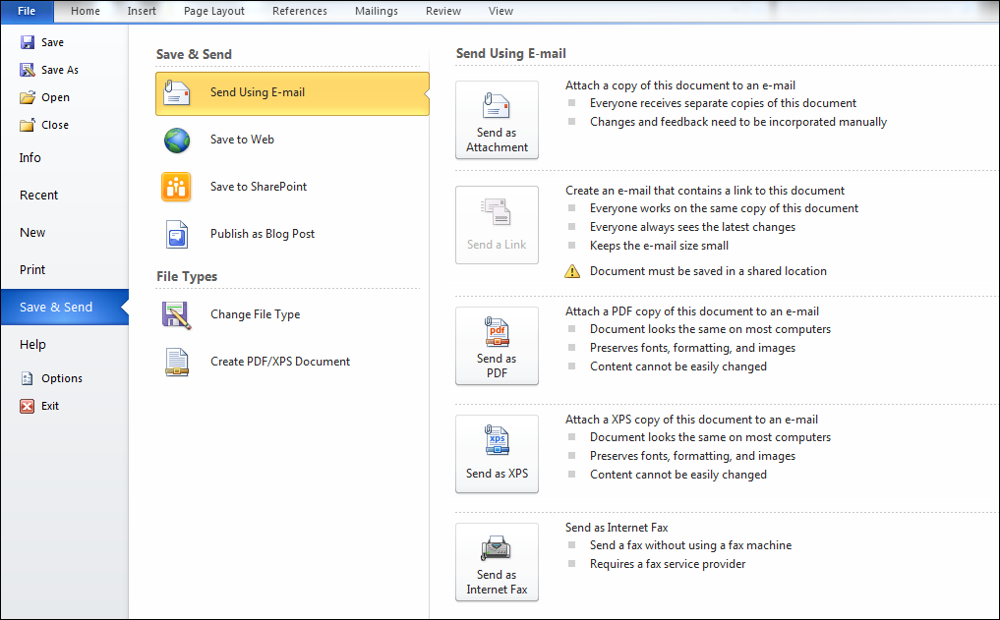 File Home Insert Page Layout References Mailings Review View
Save
Save As
Open
Close
Info
Recent
New
Print
Save & Send
Help
Options
Exit
Save & Send
Send Using E-mail
Save to Web
Save to SharePoint
Publish as Blog Post
File Types
Change File Type
Create PDF/XPS Document
Send Using E-mail
Send as
Attachment
Attach a copy of this document to an e-mail
Everyone receives separate copies of this document
Changes and feedback need to be incorporated manually
Send a Link
Create an e-mail that contains a link to this document
Everyone works on the same copy of this document
Everyone always sees the latest changes
Keeps the e-mail size small
Document must be saved in a shared location
pdf
Send as
PDF
Attach a PDF copy of this document to an e-mail
Document looks the same on most computers
Preserves fonts, formatting, and images
Content cannot be easily changed
xps
Send as XPS
Attach a XPS copy of this document to an e-mail
Document looks the same on most computers
Preserves fonts, formatting, and images
Content cannot be easily changed
Send as
Internet Fax
Send as Internet Fax
Send a fax without using a fax machine
Requires a fax service provider